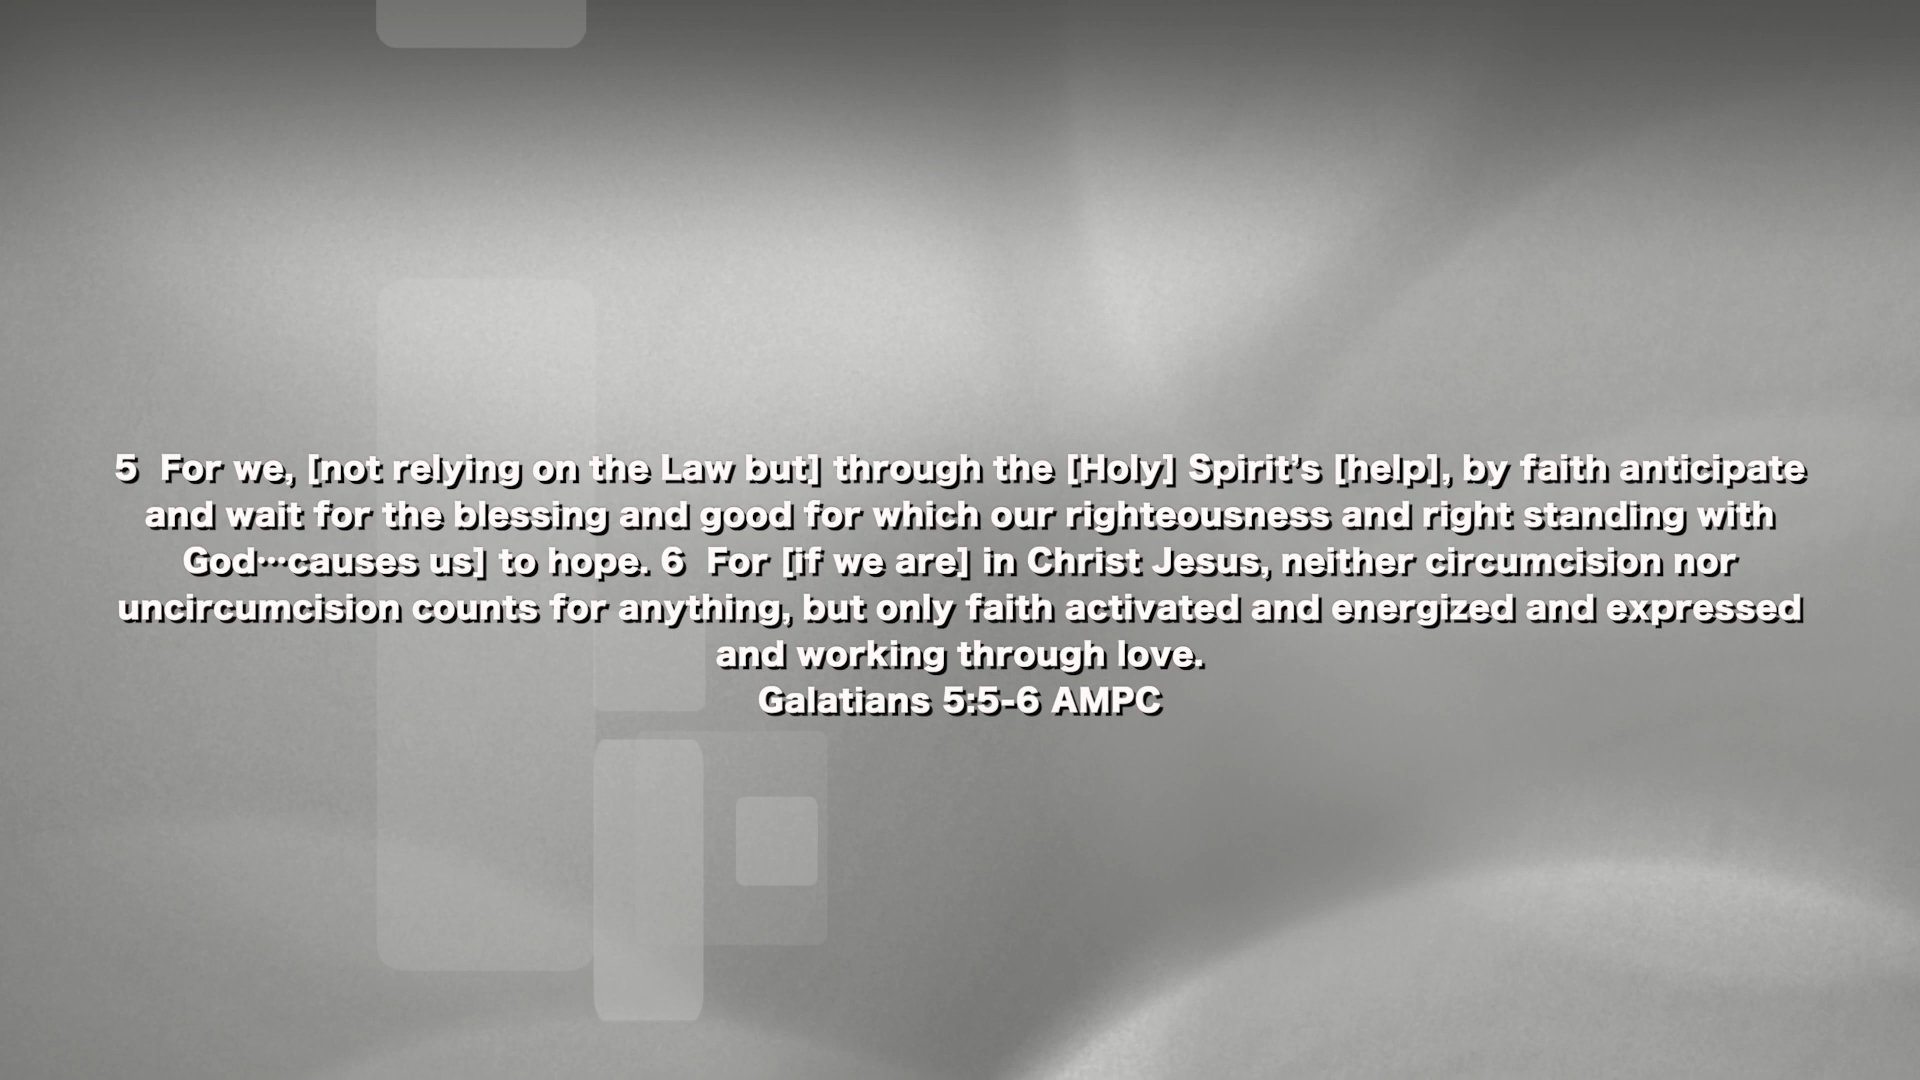 5  For we, [not relying on the Law but] through the [Holy] Spirit’s [help], by faith anticipate
and wait for the blessing and good for which our righteousness and right standing with
God…causes us] to hope. 6  For [if we are] in Christ Jesus, neither circumcision nor
uncircumcision counts for anything, but only faith activated and energized and expressed
and working through love.
Galatians 5:5-6 AMPC